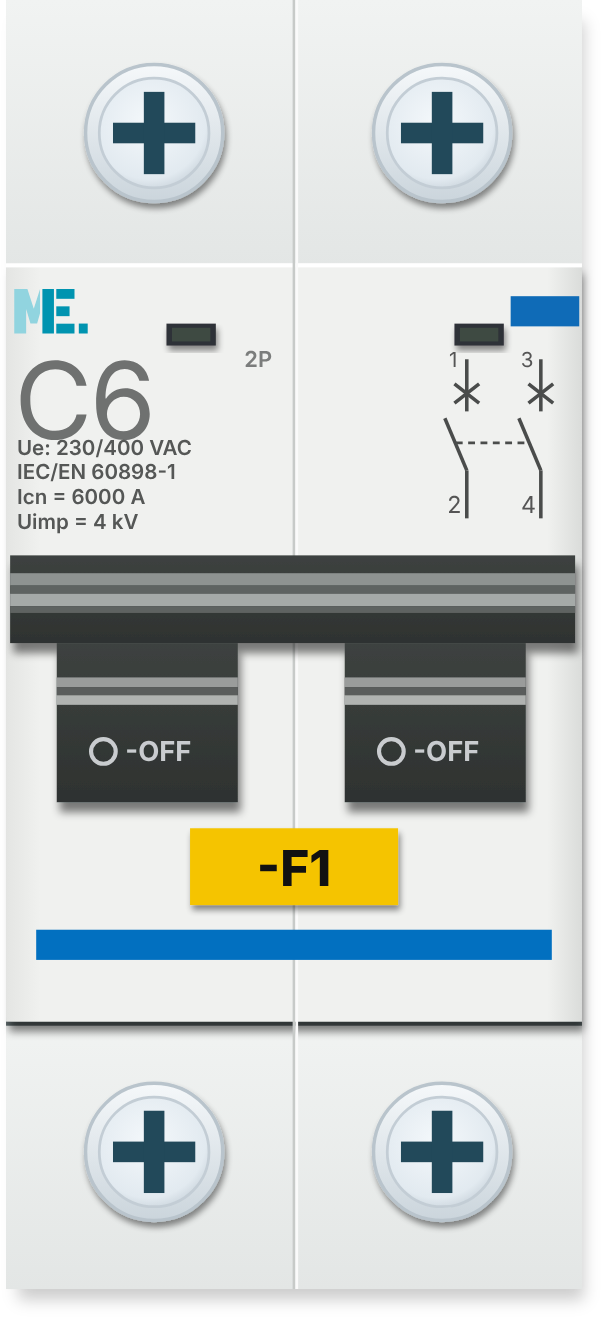 ME.
2P
C6
Ue: 230/400 VAC
IEC/EN 60898-1
Icn = 6000 A
Uimp = 4 kV
1 3
2 4
-OFF -OFF
-F1